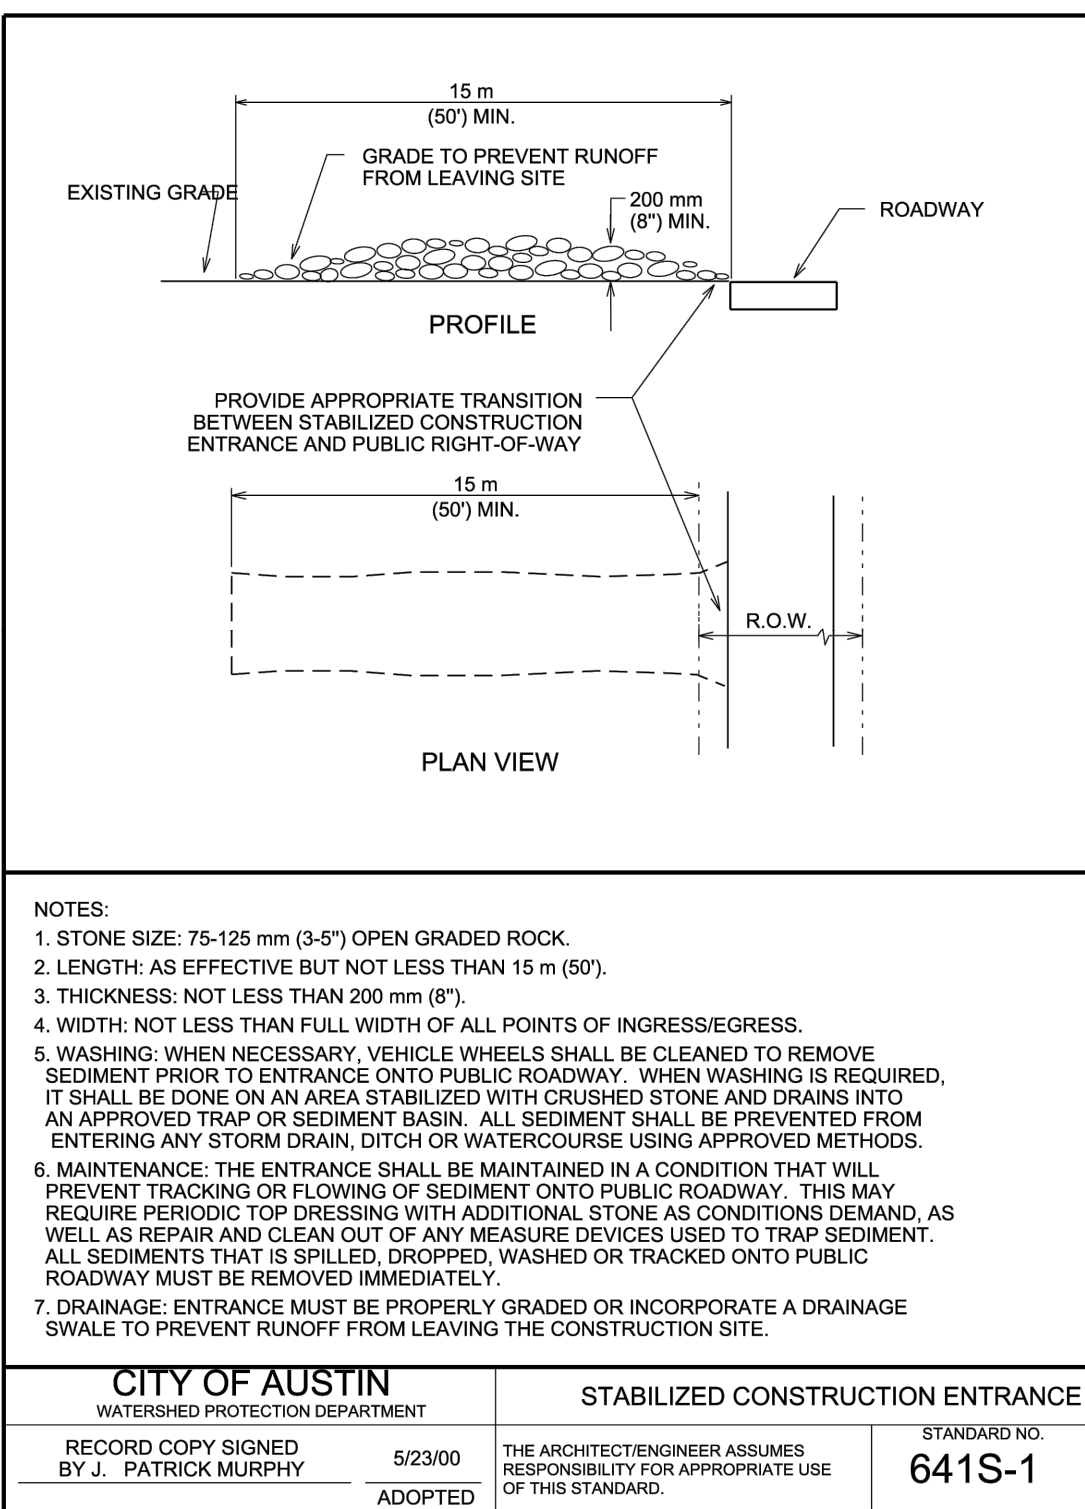 15 m
(50') MIN.
GRADE TO PREVENT RUNOFF
FROM LEAVING SITE
EXISTING GRADE
200 mm
(8") MIN.
ROADWAY
PROFILE
PROVIDE APPROPRIATE TRANSITION
BETWEEN STABILIZED CONSTRUCTION
ENTRANCE AND PUBLIC RIGHT-OF-WAY
15 m
(50') MIN.
R.O.W.
PLAN VIEW
NOTES:
1. STONE SIZE: 75-125 mm (3-5") OPEN GRADED ROCK.
2. LENGTH: AS EFFECTIVE BUT NOT LESS THAN 15 m (50').
3. THICKNESS: NOT LESS THAN 200 mm (8").
4. WIDTH: NOT LESS THAN FULL WIDTH OF ALL POINTS OF INGRESS/EGRESS.
5. WASHING: WHEN NECESSARY, VEHICLE WHEELS SHALL BE CLEANED TO REMOVE
SEDIMENT PRIOR TO ENTRANCE ONTO PUBLIC ROADWAY. WHEN WASHING IS REQUIRED,
IT SHALL BE DONE ON AN AREA STABILIZED WITH CRUSHED STONE AND DRAINS INTO
AN APPROVED TRAP OR SEDIMENT BASIN. ALL SEDIMENT SHALL BE PREVENTED FROM
ENTERING ANY STORM DRAIN, DITCH OR WATERCOURSE USING APPROVED METHODS.
6. MAINTENANCE: THE ENTRANCE SHALL BE MAINTAINED IN A CONDITION THAT WILL
PREVENT TRACKING OR FLOWING OF SEDIMENT ONTO PUBLIC ROADWAY. THIS MAY
REQUIRE PERIODIC TOP DRESSING WITH ADDITIONAL STONE AS CONDITIONS DEMAND, AS
WELL AS REPAIR AND CLEAN OUT OF ANY MEASURE DEVICES USED TO TRAP SEDIMENT.
ALL SEDIMENTS THAT IS SPILLED, DROPPED, WASHED OR TRACKED ONTO PUBLIC
ROADWAY MUST BE REMOVED IMMEDIATELY.
7. DRAINAGE: ENTRANCE MUST BE PROPERLY GRADED OR INCORPORATE A DRAINAGE
SWALE TO PREVENT RUNOFF FROM LEAVING THE CONSTRUCTION SITE.
CITY OF AUSTIN
WATERSHED PROTECTION DEPARTMENT
STABILIZED CONSTRUCTION ENTRANCE
RECORD COPY SIGNED
BY J. PATRICK MURPHY
5/23/00
ADOPTED
THE ARCHITECT/ENGINEER ASSUMES
RESPONSIBILITY FOR APPROPRIATE USE
OF THIS STANDARD.
STANDARD NO.
641S-1